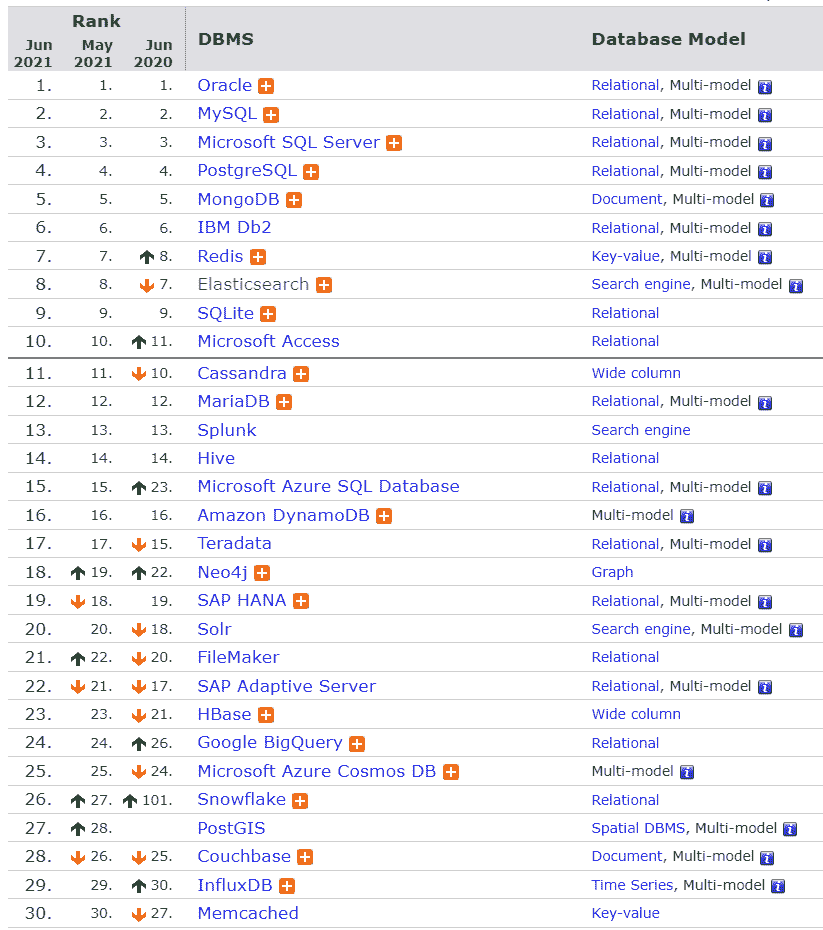 Rank
Jun 2021 May 2021 Jun 2020 DBMS Database Model
1. 1. 1. Oracle Relational, Multi-model
2. 2. 2. MySQL Relational, Multi-model
3. 3. 3. Microsoft SQL Server Relational, Multi-model
4. 4. 4. PostgreSQL Relational, Multi-model
5. 5. 5. MongoDB Document, Multi-model
6. 6. 6. IBM Db2 Relational, Multi-model
7. 7. 8. Redis Key-value, Multi-model
8. 8. 7. Elasticsearch Search engine, Multi-model
9. 9. 9. SQLite Relational
10. 10. 11. Microsoft Access Relational
11. 11. 10. Cassandra Wide column
12. 12. 12. MariaDB Relational, Multi-model
13. 13. 13. Splunk Search engine
14. 14. 14. Hive Relational
15. 15. 23. Microsoft Azure SQL Database Relational, Multi-model
16. 16. 16. Amazon DynamoDB Multi-model
17. 17. 15. Teradata Relational, Multi-model
18. 19. 22. Neo4j Graph
19. 18. 19. SAP HANA Relational, Multi-model
20. 20. 18. Solr Search engine, Multi-model
21. 22. 20. FileMaker Relational
22. 21. 17. SAP Adaptive Server Relational, Multi-model
23. 23. 21. HBase Wide column
24. 24. 26. Google BigQuery Relational
25. 25. 24. Microsoft Azure Cosmos DB Multi-model
26. 27. 101. Snowflake Relational
27. 28. PostGIS Spatial DBMS, Multi-model
28. 26. 25. Couchbase Document, Multi-model
29. 29. 30. InfluxDB Time Series, Multi-model
30. 30. 27. Memcached Key-value